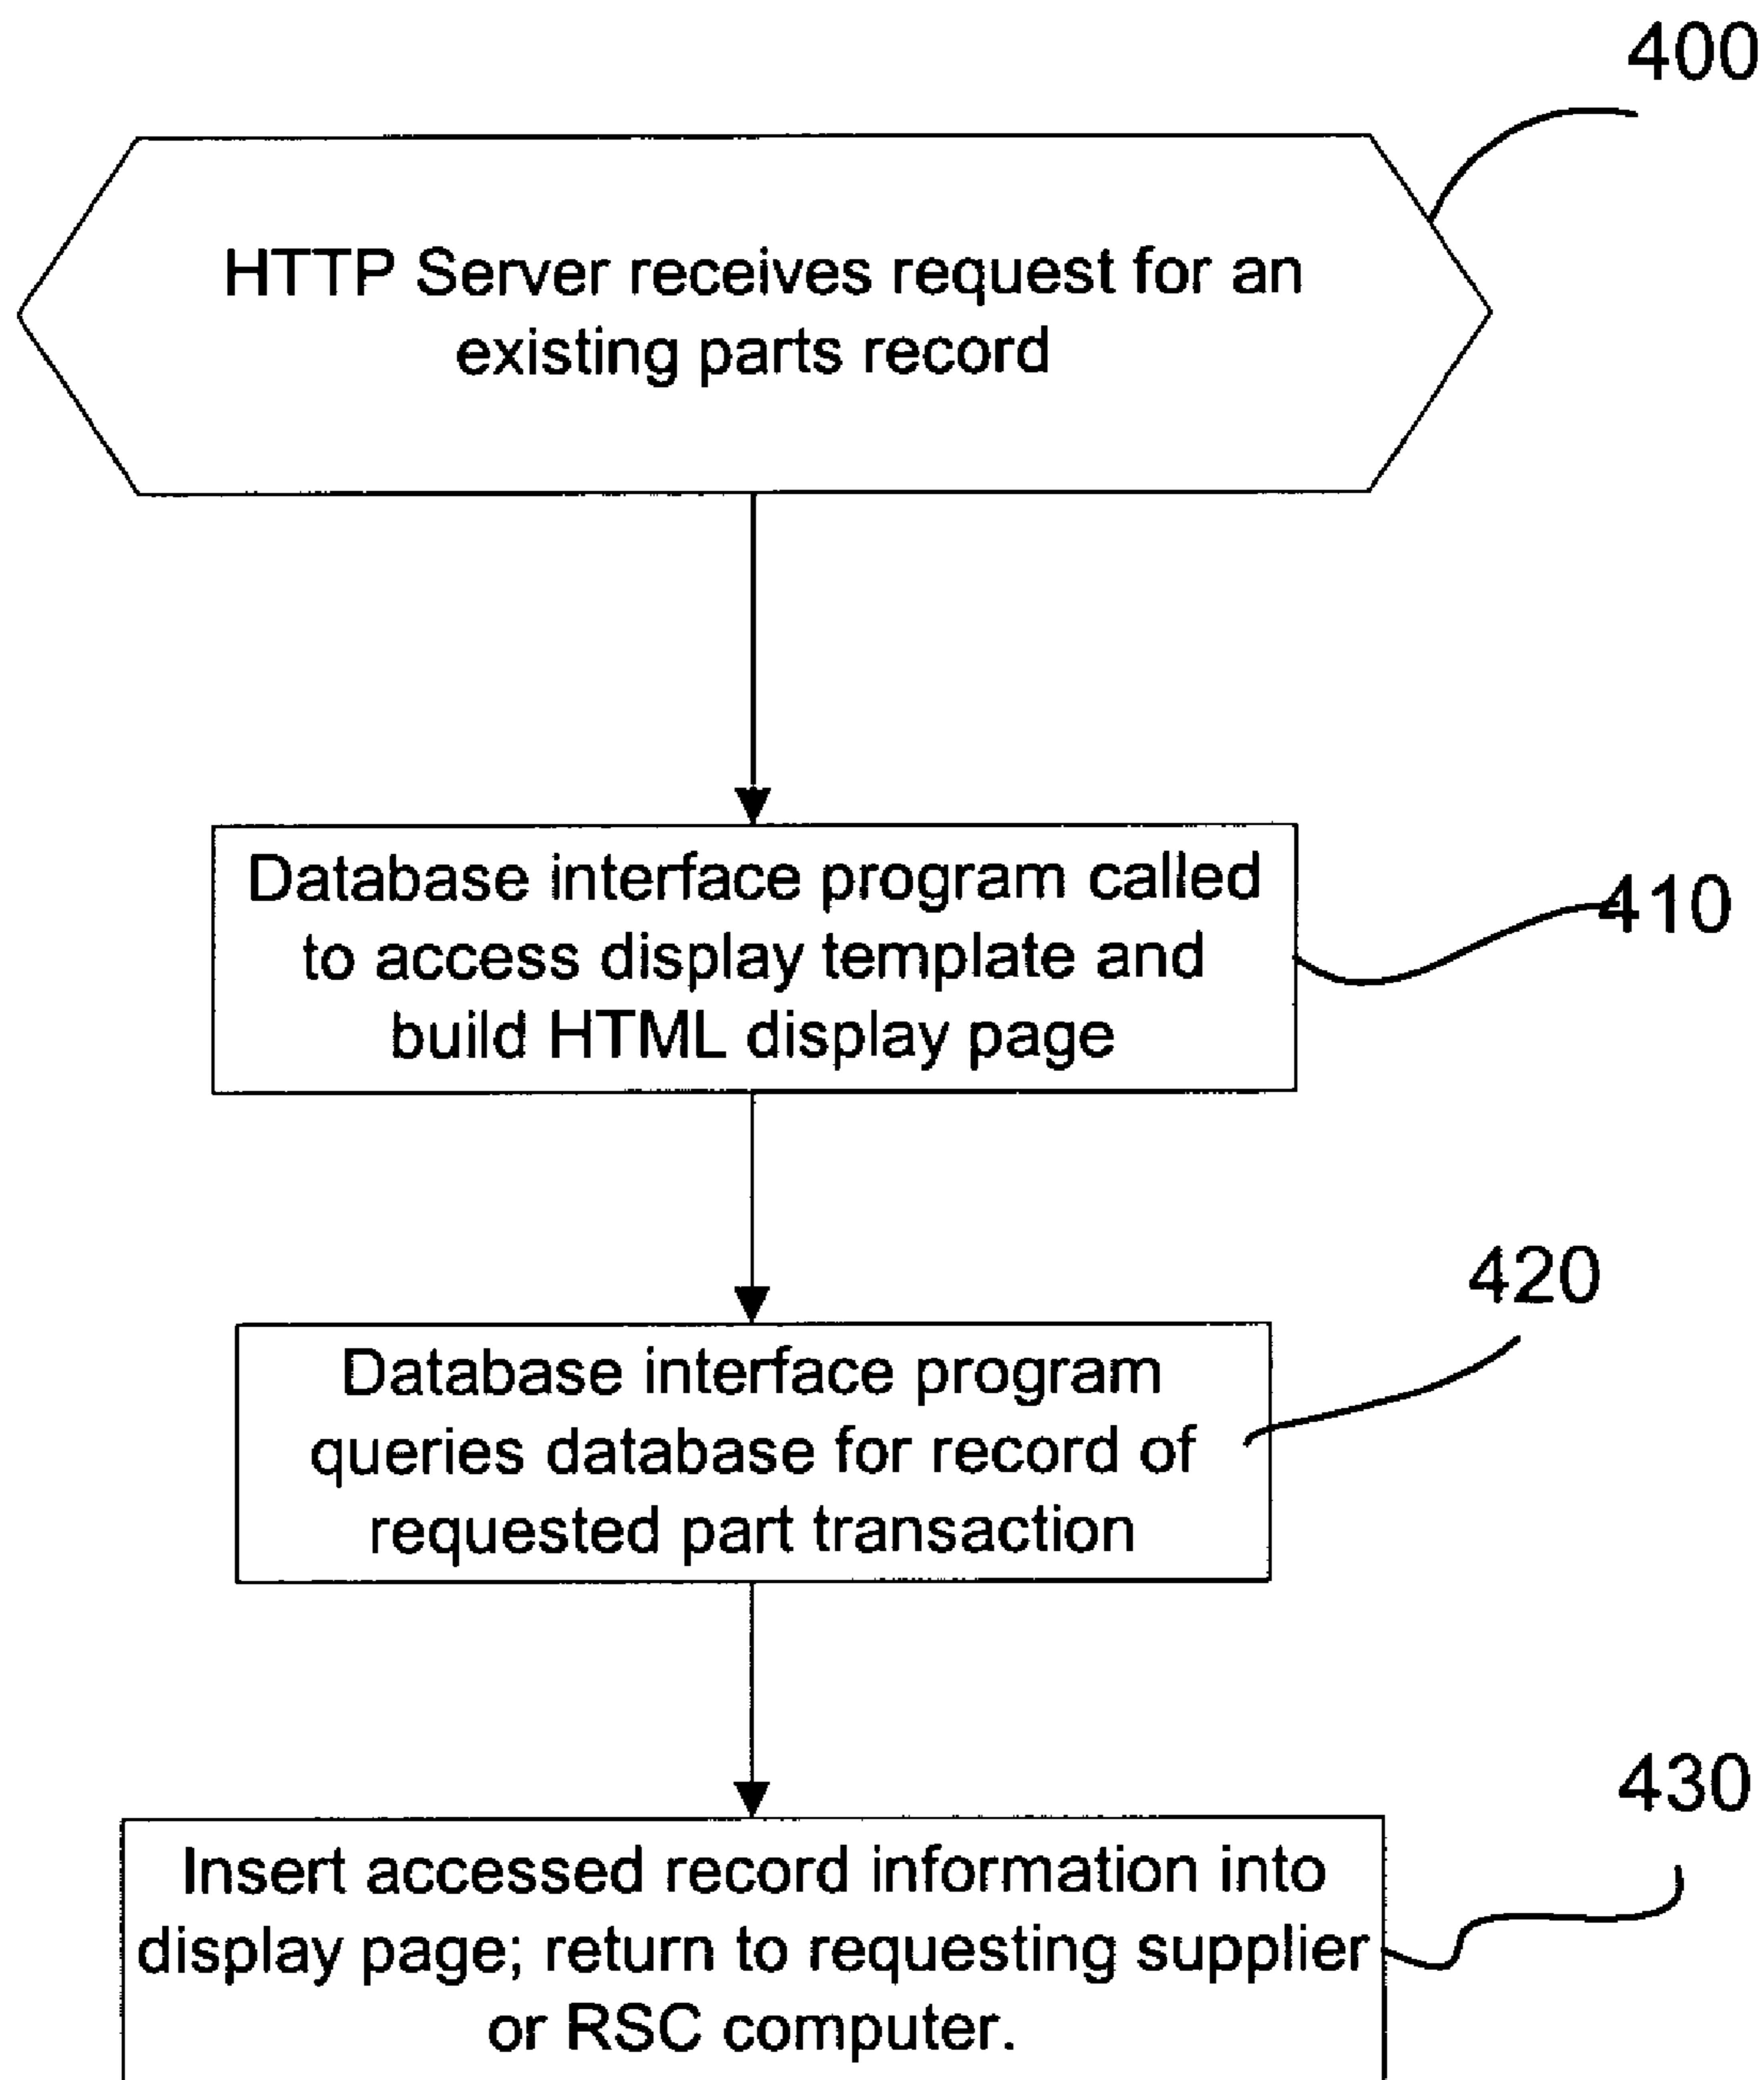 400
HTTP Server receives request for an
existing parts record
Database interface program called
to access display template and
build HTML display page
410
420
Database interface program
queries database for record of
requested part transaction
430
Insert accessed record information into
display page; return to requesting supplier
or RSC computer.